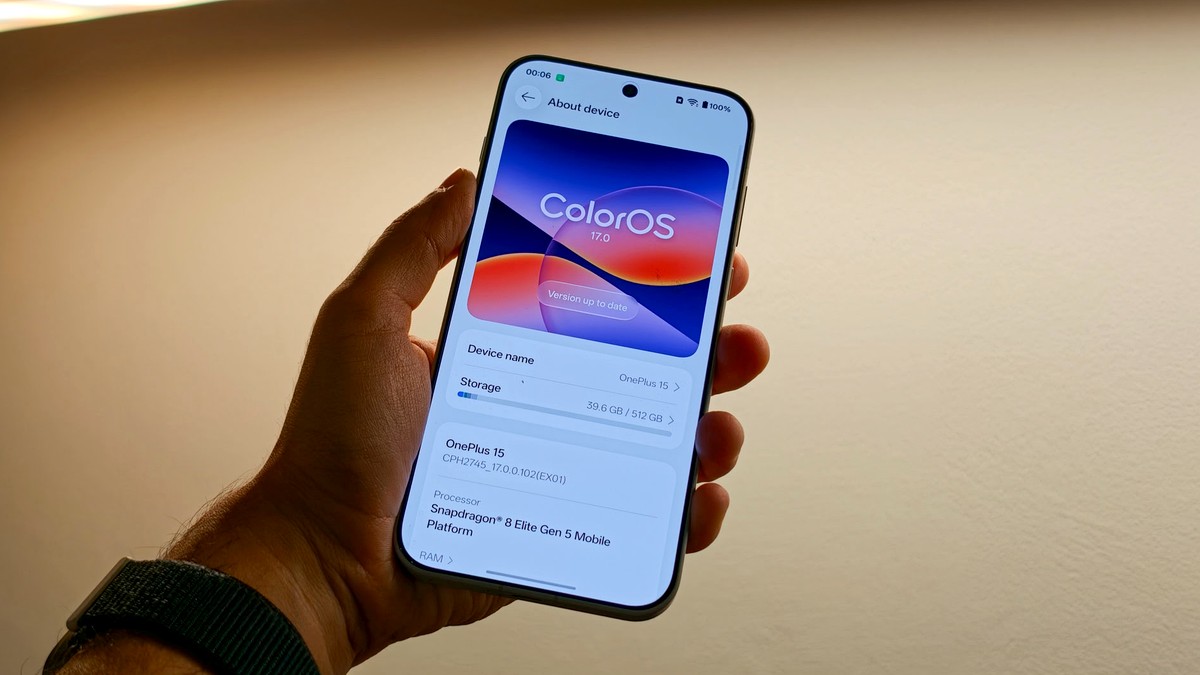 00:06
100%
About device
ColorOS
17.0
Version up to date
Device name
OnePlus 15
Storage
39.6 GB / 512 GB
OnePlus 15
CPH2745_17.0.0.102(EX01)
Processor
Snapdragon® 8 Elite Gen 5 Mobile
Platform
RAM